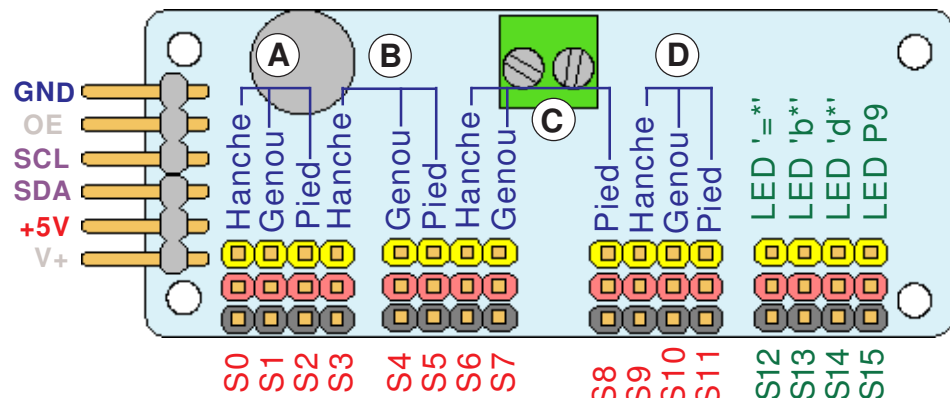 A
B
C
D
GND
OE
SCL
SDA
+5V
V+
Hanche
Genou
Pied
Hanche
Genou
Pied
Hanche
Genou
Pied
Hanche
Genou
Pied
LED '=*'
LED 'b*'
LED 'd*'
LED P9
S0
S1
S2
S3
S4
S5
S6
S7
S8
S9
S10
S11
S12
S13
S14
S15